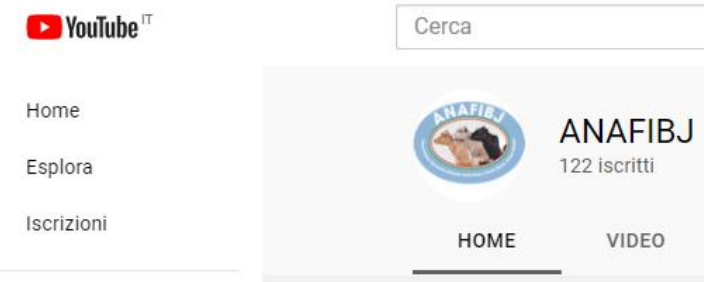 YouTube IT
Cerca
Home
Esplora
Iscrizioni
ANAFIBJ
ANAFIBJ
122 iscritti
HOME
VIDEO